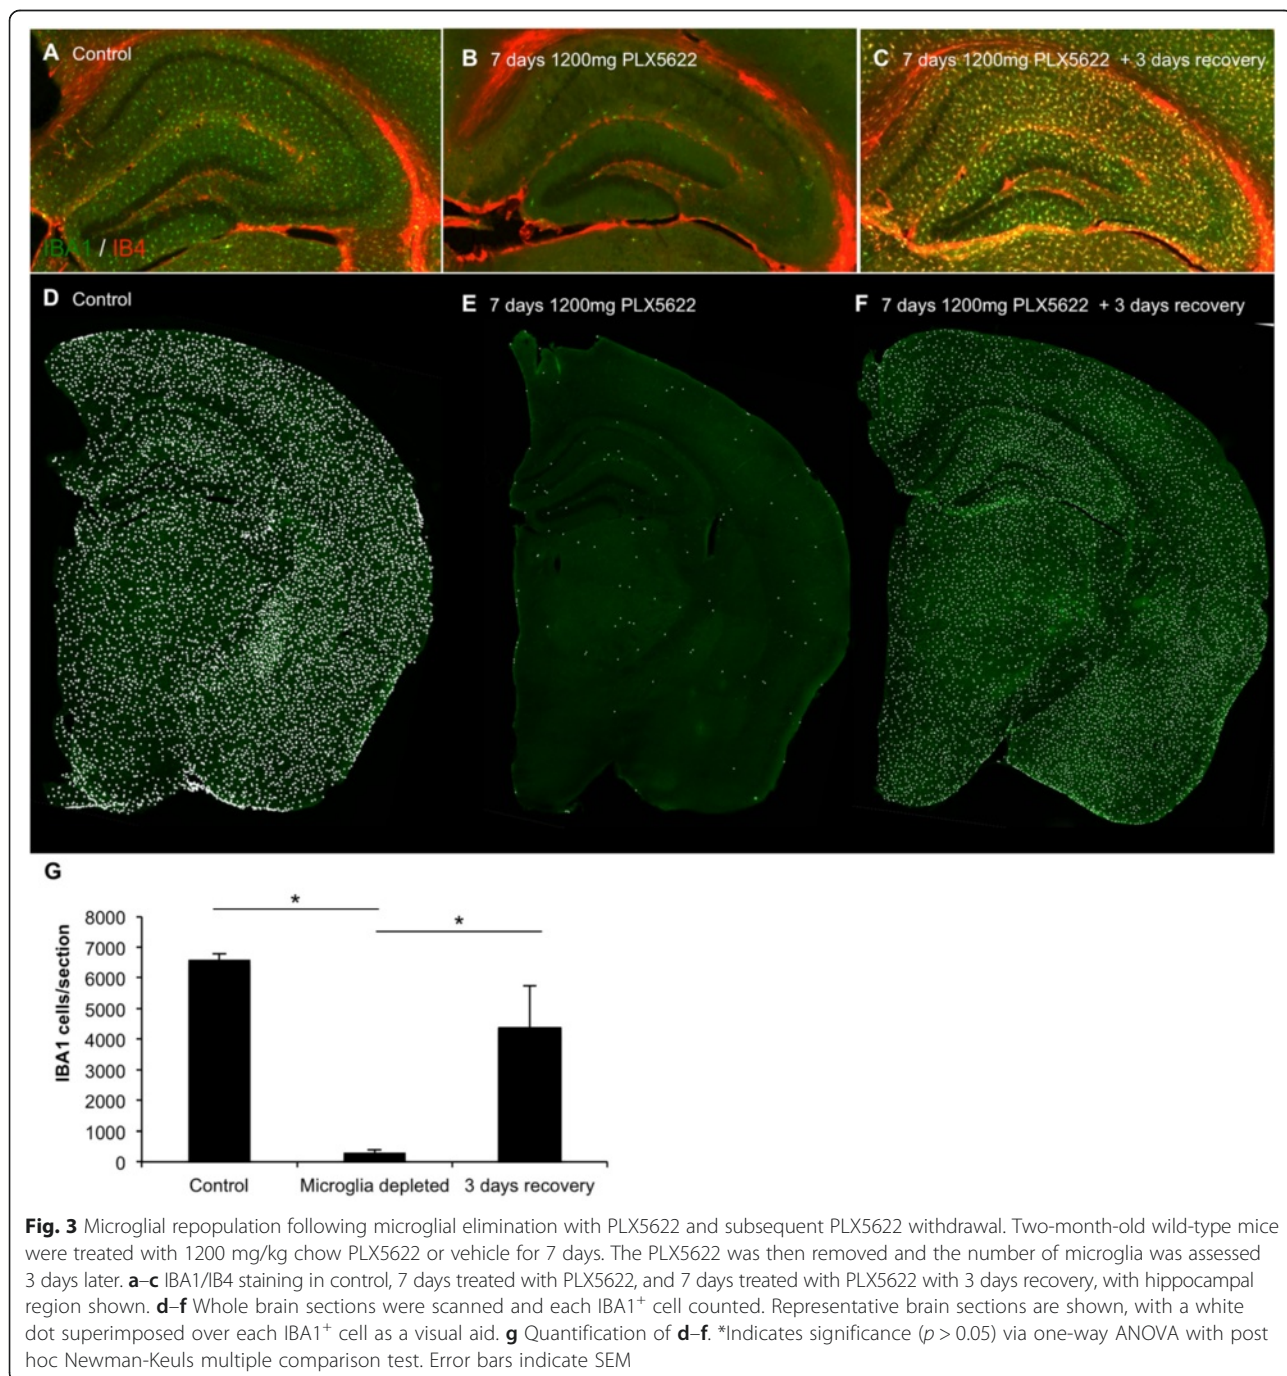 A Control
B 7 days 1200mg PLX5622
C 7 days 1200mg PLX5622 + 3 days recovery
IBA1 / IB4
D Control
E 7 days 1200mg PLX5622
F 7 days 1200mg PLX5622 + 3 days recovery
G
*
*
IBA1 cells/section
8000
7000
6000
5000
4000
3000
2000
1000
0
Control Microglia depleted 3 days recovery
Fig. 3 Microglial repopulation following microglial elimination with PLX5622 and subsequent PLX5622 withdrawal. Two-month-old wild-type mice
were treated with 1200 mg/kg chow PLX5622 or vehicle for 7 days. The PLX5622 was then removed and the number of microglia was assessed
3 days later. a–c IBA1/IB4 staining in control, 7 days treated with PLX5622, and 7 days treated with PLX5622 with 3 days recovery, with hippocampal
region shown. d–f Whole brain sections were scanned and each IBA1⁺ cell counted. Representative brain sections are shown, with a white
dot superimposed over each IBA1⁺ cell as a visual aid. g Quantification of d–f. *Indicates significance (p > 0.05) via one-way ANOVA with post
hoc Newman-Keuls multiple comparison test. Error bars indicate SEM